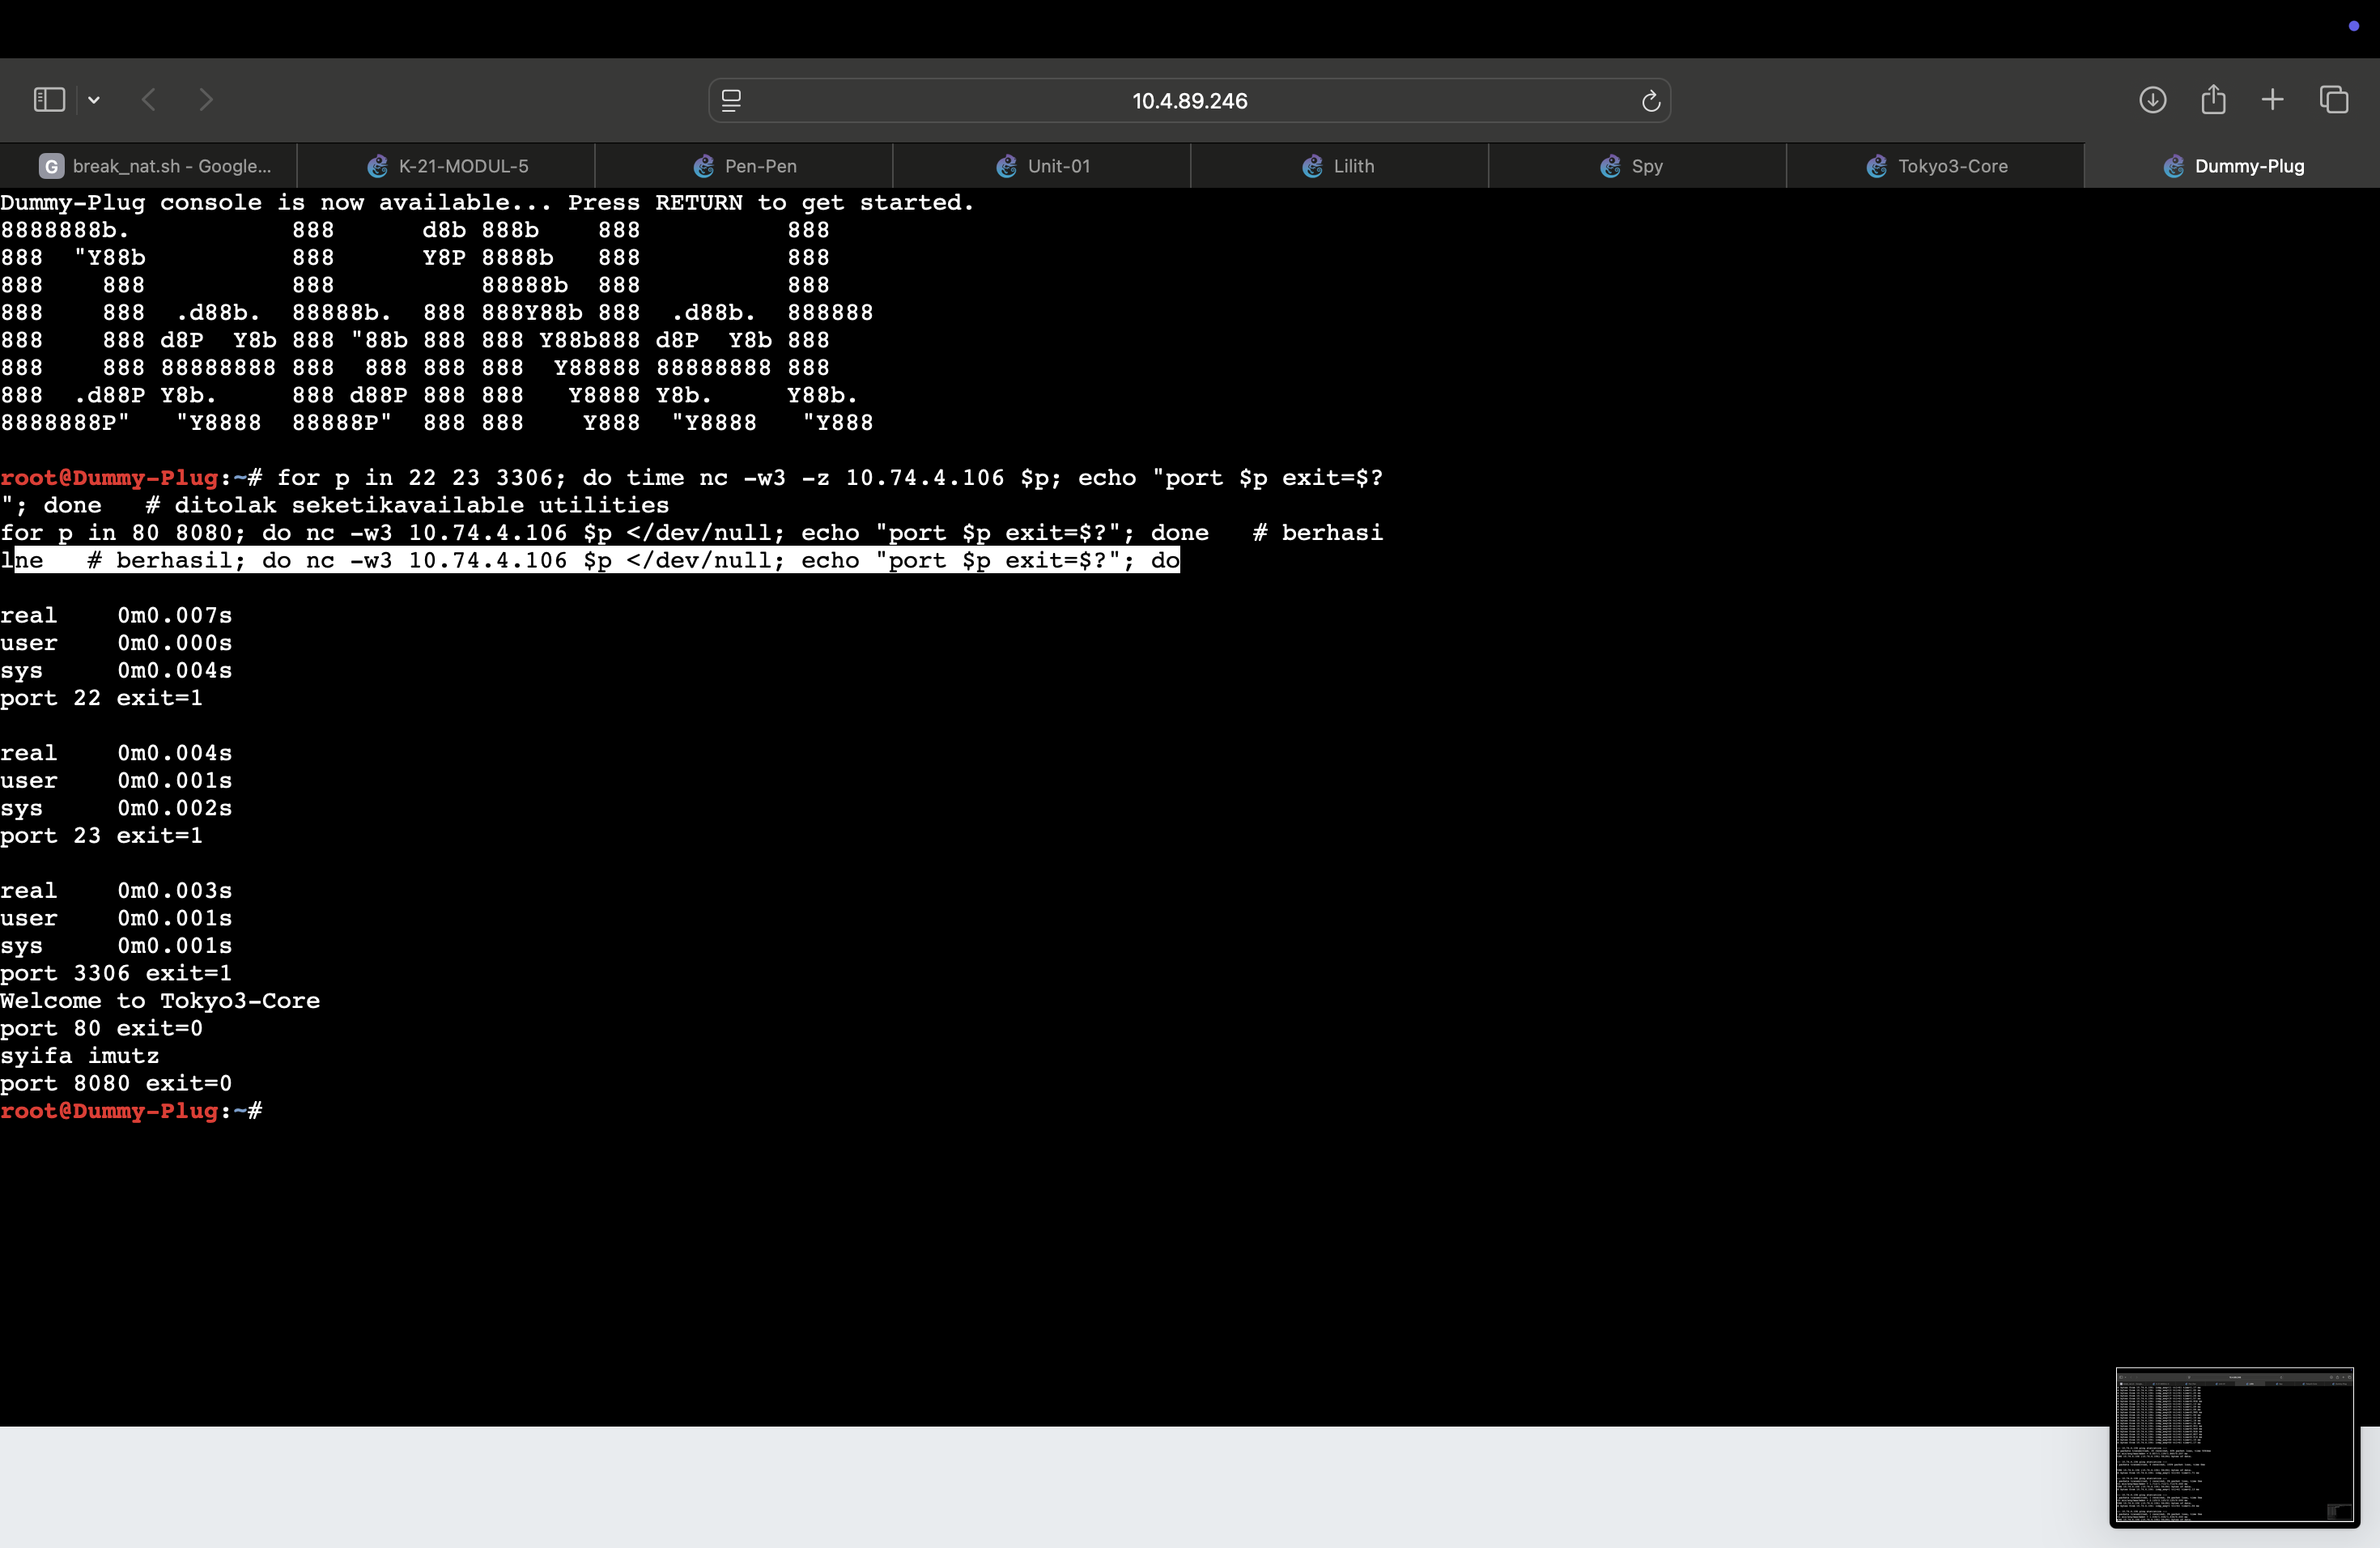 10.4.89.246
G break_nat.sh - Google...
K-21-MODUL-5
Pen-Pen
Unit-01
Lilith
Spy
Tokyo3-Core
Dummy-Plug
Dummy-Plug console is now available... Press RETURN to get started.
8888888b.           888      d8b 888b    888          888
888  "Y88b          888      Y8P 8888b   888          888
888    888          888          88888b  888          888
888    888  .d88b.  88888b.  888 888Y88b 888  .d88b.  888888
888    888 d8P  Y8b 888 "88b 888 888 Y88b888 d8P  Y8b 888
888    888 88888888 888  888 888 888  Y88888 88888888 888
888  .d88P Y8b.     888 d88P 888 888   Y8888 Y8b.     Y88b.
8888888P"   "Y8888  88888P"  888 888    Y888  "Y8888   "Y888
root@Dummy-Plug:~# for p in 22 23 3306; do time nc -w3 -z 10.74.4.106 $p; echo "port $p exit=$?
"; done   # ditolak seketikavailable utilities
for p in 80 8080; do nc -w3 10.74.4.106 $p </dev/null; echo "port $p exit=$?"; done   # berhasi
lne   # berhasil; do nc -w3 10.74.4.106 $p </dev/null; echo "port $p exit=$?"; do
real    0m0.007s
user    0m0.000s
sys     0m0.004s
port 22 exit=1
real    0m0.004s
user    0m0.001s
sys     0m0.002s
port 23 exit=1
real    0m0.003s
user    0m0.001s
sys     0m0.001s
port 3306 exit=1
Welcome to Tokyo3-Core
port 80 exit=0
syifa imutz
port 8080 exit=0
root@Dummy-Plug:~#